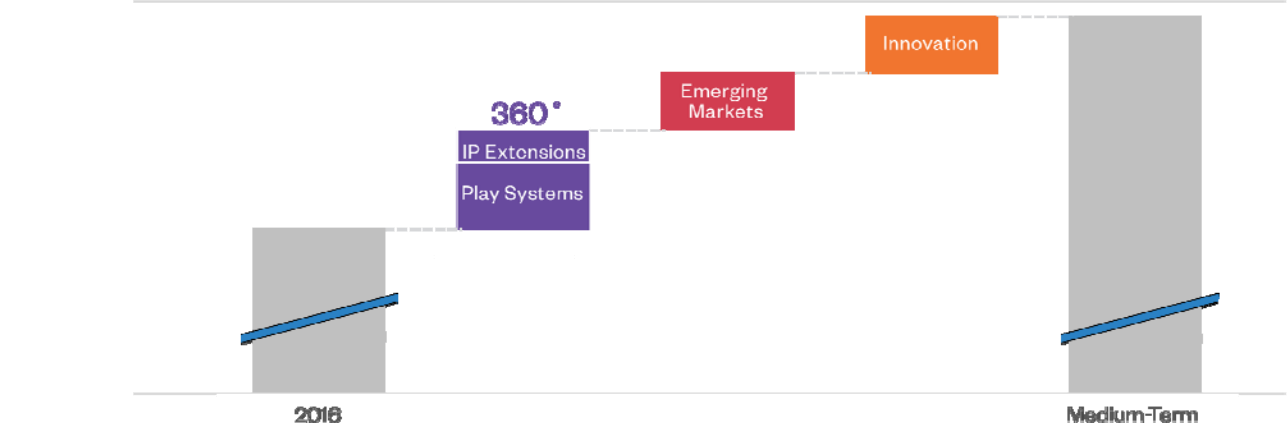 Innovation
Emerging
Markets
360°
IP Extensions
Play Systems
2016
Medium-Term